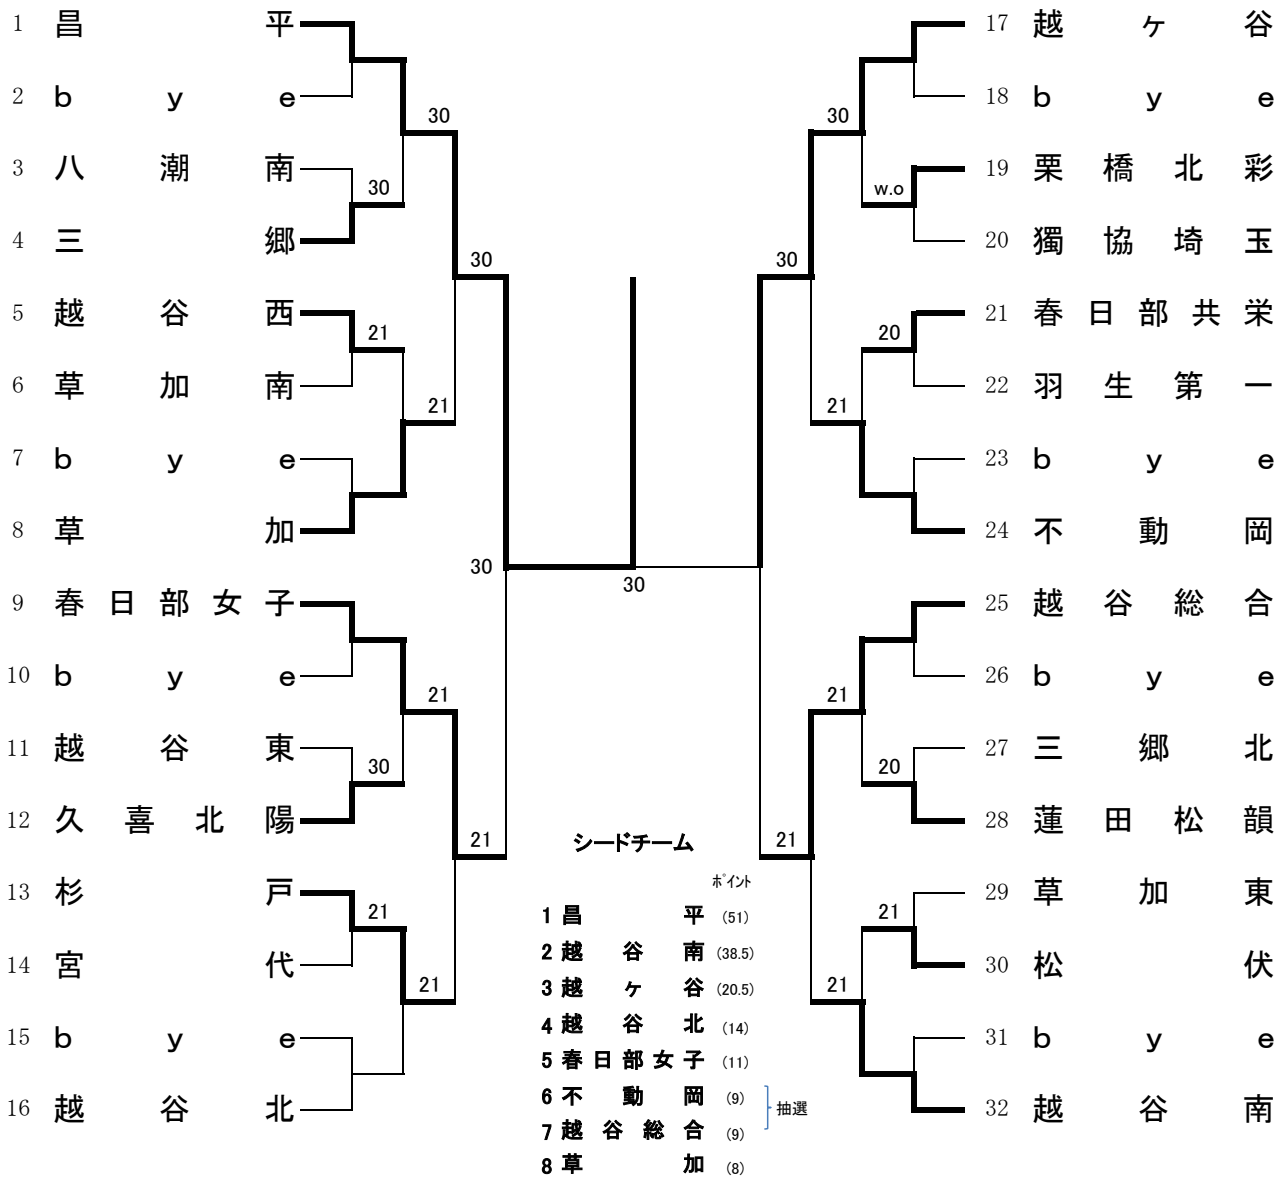 1 昌平
2 bye
30
3 八潮南
30
4 三郷
30
5 越谷西
21
6 草加南
21
7 bye
8 草加
30
9 春日部女子
10 bye
21
11 越谷東
30
12 久喜北陽
21
13 杉戸
21
14 宮代
21
15 bye
16 越谷北
30
シードチーム
ポイント
1 昌平 (51)
2 越谷南 (38.5)
3 越ヶ谷 (20.5)
4 越谷北 (14)
5 春日部女子 (11)
6 不動岡 (9)
抽選
7 越谷総合 (9)
8 草加 (8)
17 越ヶ谷
18 bye
30
19 栗橋北彩
w.o
20 獨協埼玉
30
21 春日部共栄
20
22 羽生第一
21
23 bye
24 不動岡
25 越谷総合
26 bye
21
27 三郷北
20
28 蓮田松韻
21
29 草加東
21
30 松伏
21
31 bye
32 越谷南